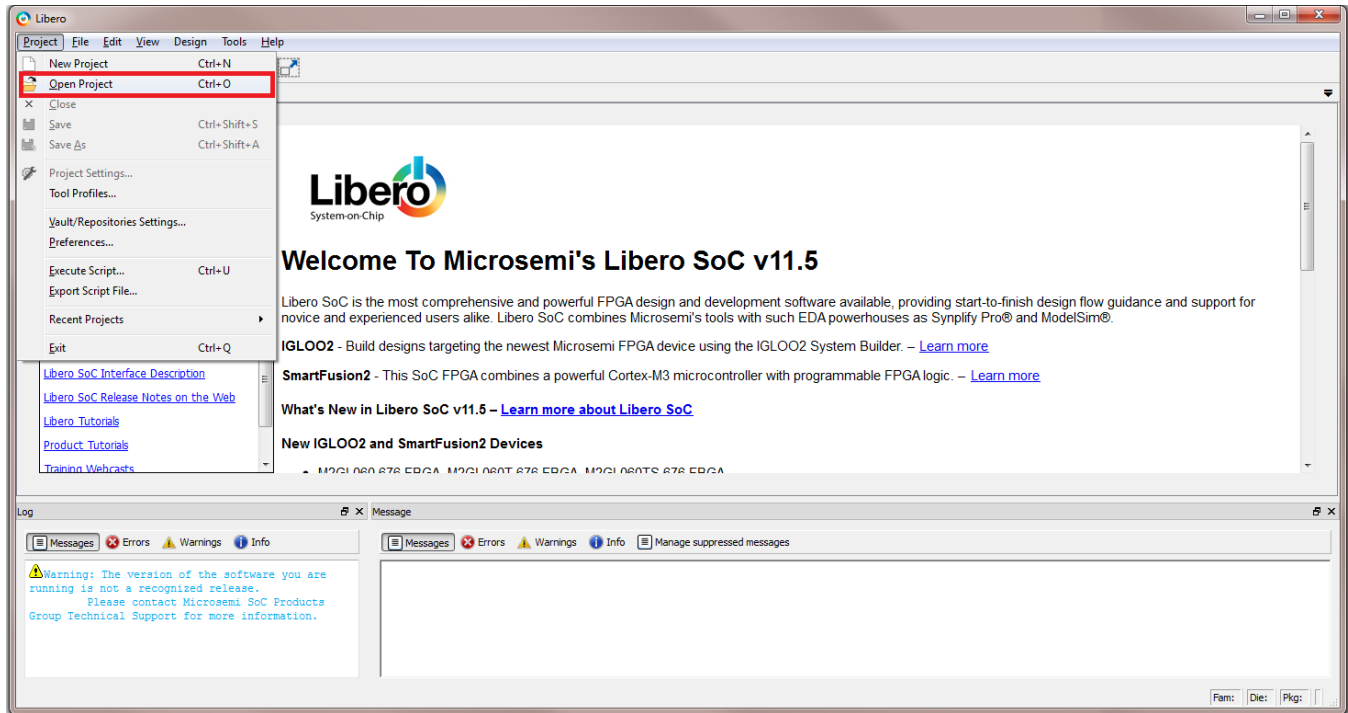 Libero
Project File Edit View Design Tools Help
New Project Ctrl+N
Open Project Ctrl+O
Close
Save Ctrl+Shift+S
Save As Ctrl+Shift+A
Project Settings...
Tool Profiles...
Vault/Repositories Settings...
Preferences...
Execute Script... Ctrl+U
Export Script File...
Recent Projects
Exit Ctrl+Q
Libero SoC Interface Description
Libero SoC Release Notes on the Web
Libero Tutorials
Product Tutorials
Training Webcasts
Libero
System-on-Chip
Welcome To Microsemi's Libero SoC v11.5
Libero SoC is the most comprehensive and powerful FPGA design and development software available, providing start-to-finish design flow guidance and support for
novice and experienced users alike. Libero SoC combines Microsemi's tools with such EDA powerhouses as Synplify Pro® and ModelSim®.
IGLOO2 - Build designs targeting the newest Microsemi FPGA device using the IGLOO2 System Builder. – Learn more
SmartFusion2 - This SoC FPGA combines a powerful Cortex-M3 microcontroller with programmable FPGA logic. – Learn more
What's New in Libero SoC v11.5 – Learn more about Libero SoC
New IGLOO2 and SmartFusion2 Devices
• M2GL060 676 FBGA, M2GL060T 676 FBGA, M2GL060TS 676 FBGA
Log
Messages Errors Warnings Info
Warning: The version of the software you are
running is not a recognized release.
Please contact Microsemi SoC Products
Group Technical Support for more information.
Message
Messages Errors Warnings Info Manage suppressed messages
Fam: Die: Pkg: